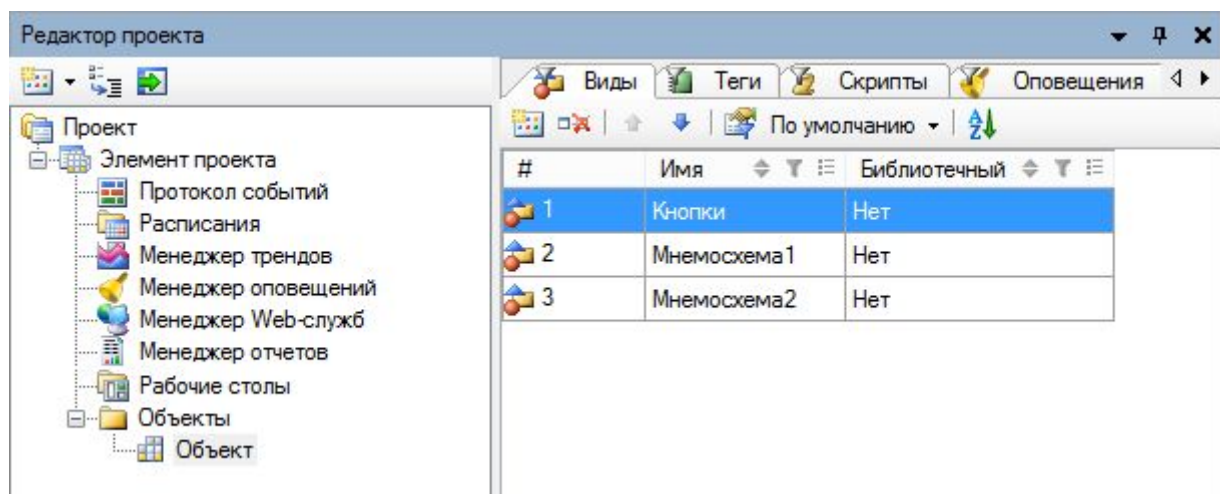 Редактор проекта
Виды Теги Скрипты Оповещения
По умолчанию
Проект
Элемент проекта
Протокол событий
Расписания
Менеджер трендов
Менеджер оповещений
Менеджер Web-служб
Менеджер отчетов
Рабочие столы
Объекты
Объект
# Имя Библиотечный
1 Кнопки Нет
2 Мнемосхема1 Нет
3 Мнемосхема2 Нет